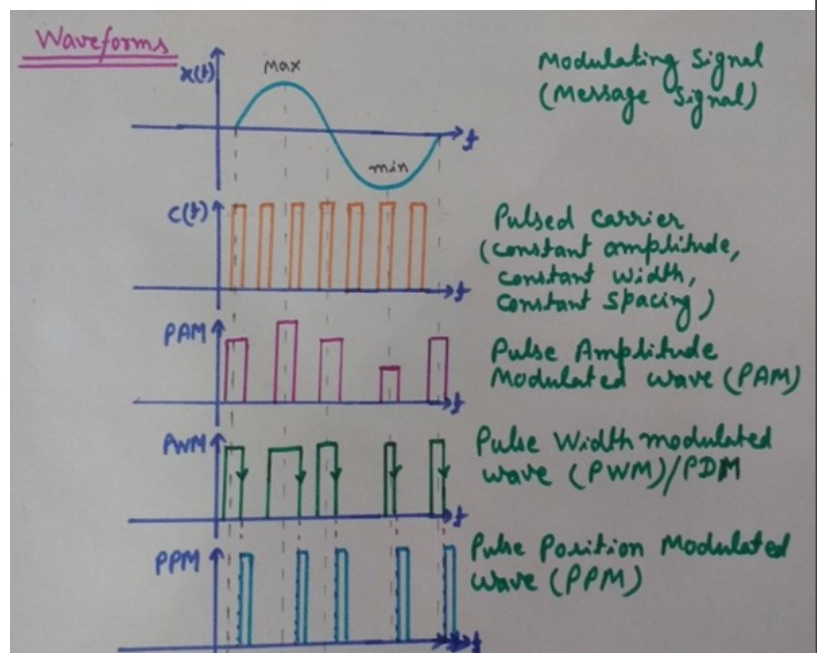 Waveforms
x(t)
max
min
t
Modulating Signal
(Message Signal)
C(t)
t
Pulsed carrier
(constant amplitude,
constant width,
constant spacing)
PAM
t
Pulse Amplitude
Modulated wave (PAM)
PWM
t
Pulse Width modulated
wave (PWM)/PDM
PPM
t
Pulse Position Modulated
wave (PPM)